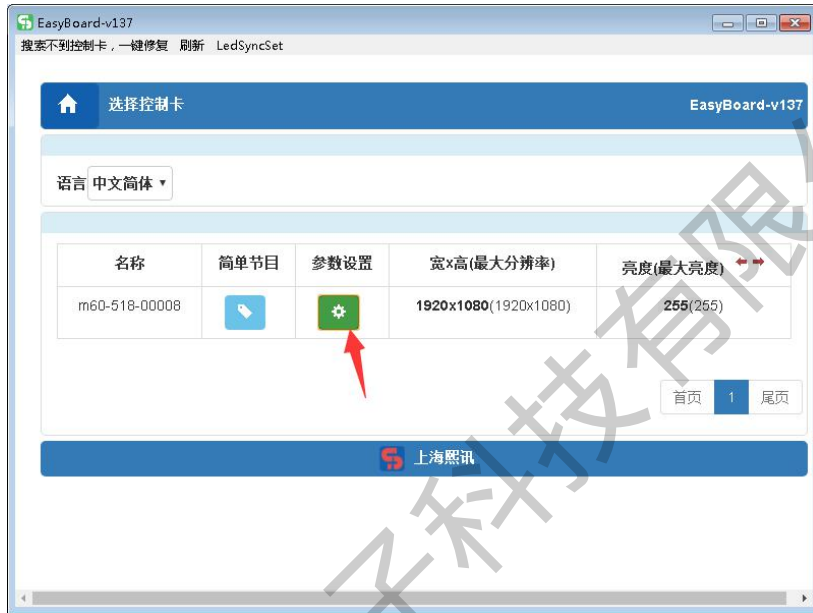 EasyBoard-v137
搜索不到控制卡，一键修复 刷新 LedSyncSet
选择控制卡 EasyBoard-v137
语言 中文简体
名称 简单节目 参数设置 宽x高(最大分辨率) 亮度(最大亮度)
m60-518-00008 1920x1080(1920x1080) 255(255)
首页 1 尾页
上海熙讯
子科技有限公